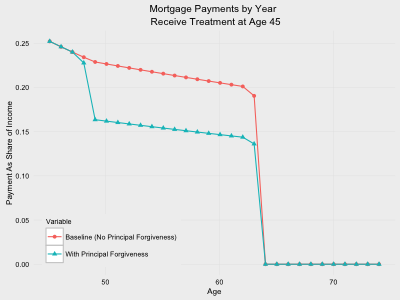 Mortgage Payments by Year
Receive Treatment at Age 45
Payment As Share of Income
0.25
0.20
0.15
0.10
0.05
0.00
Variable
Baseline (No Principal Forgiveness)
With Principal Forgiveness
50
60
70
Age